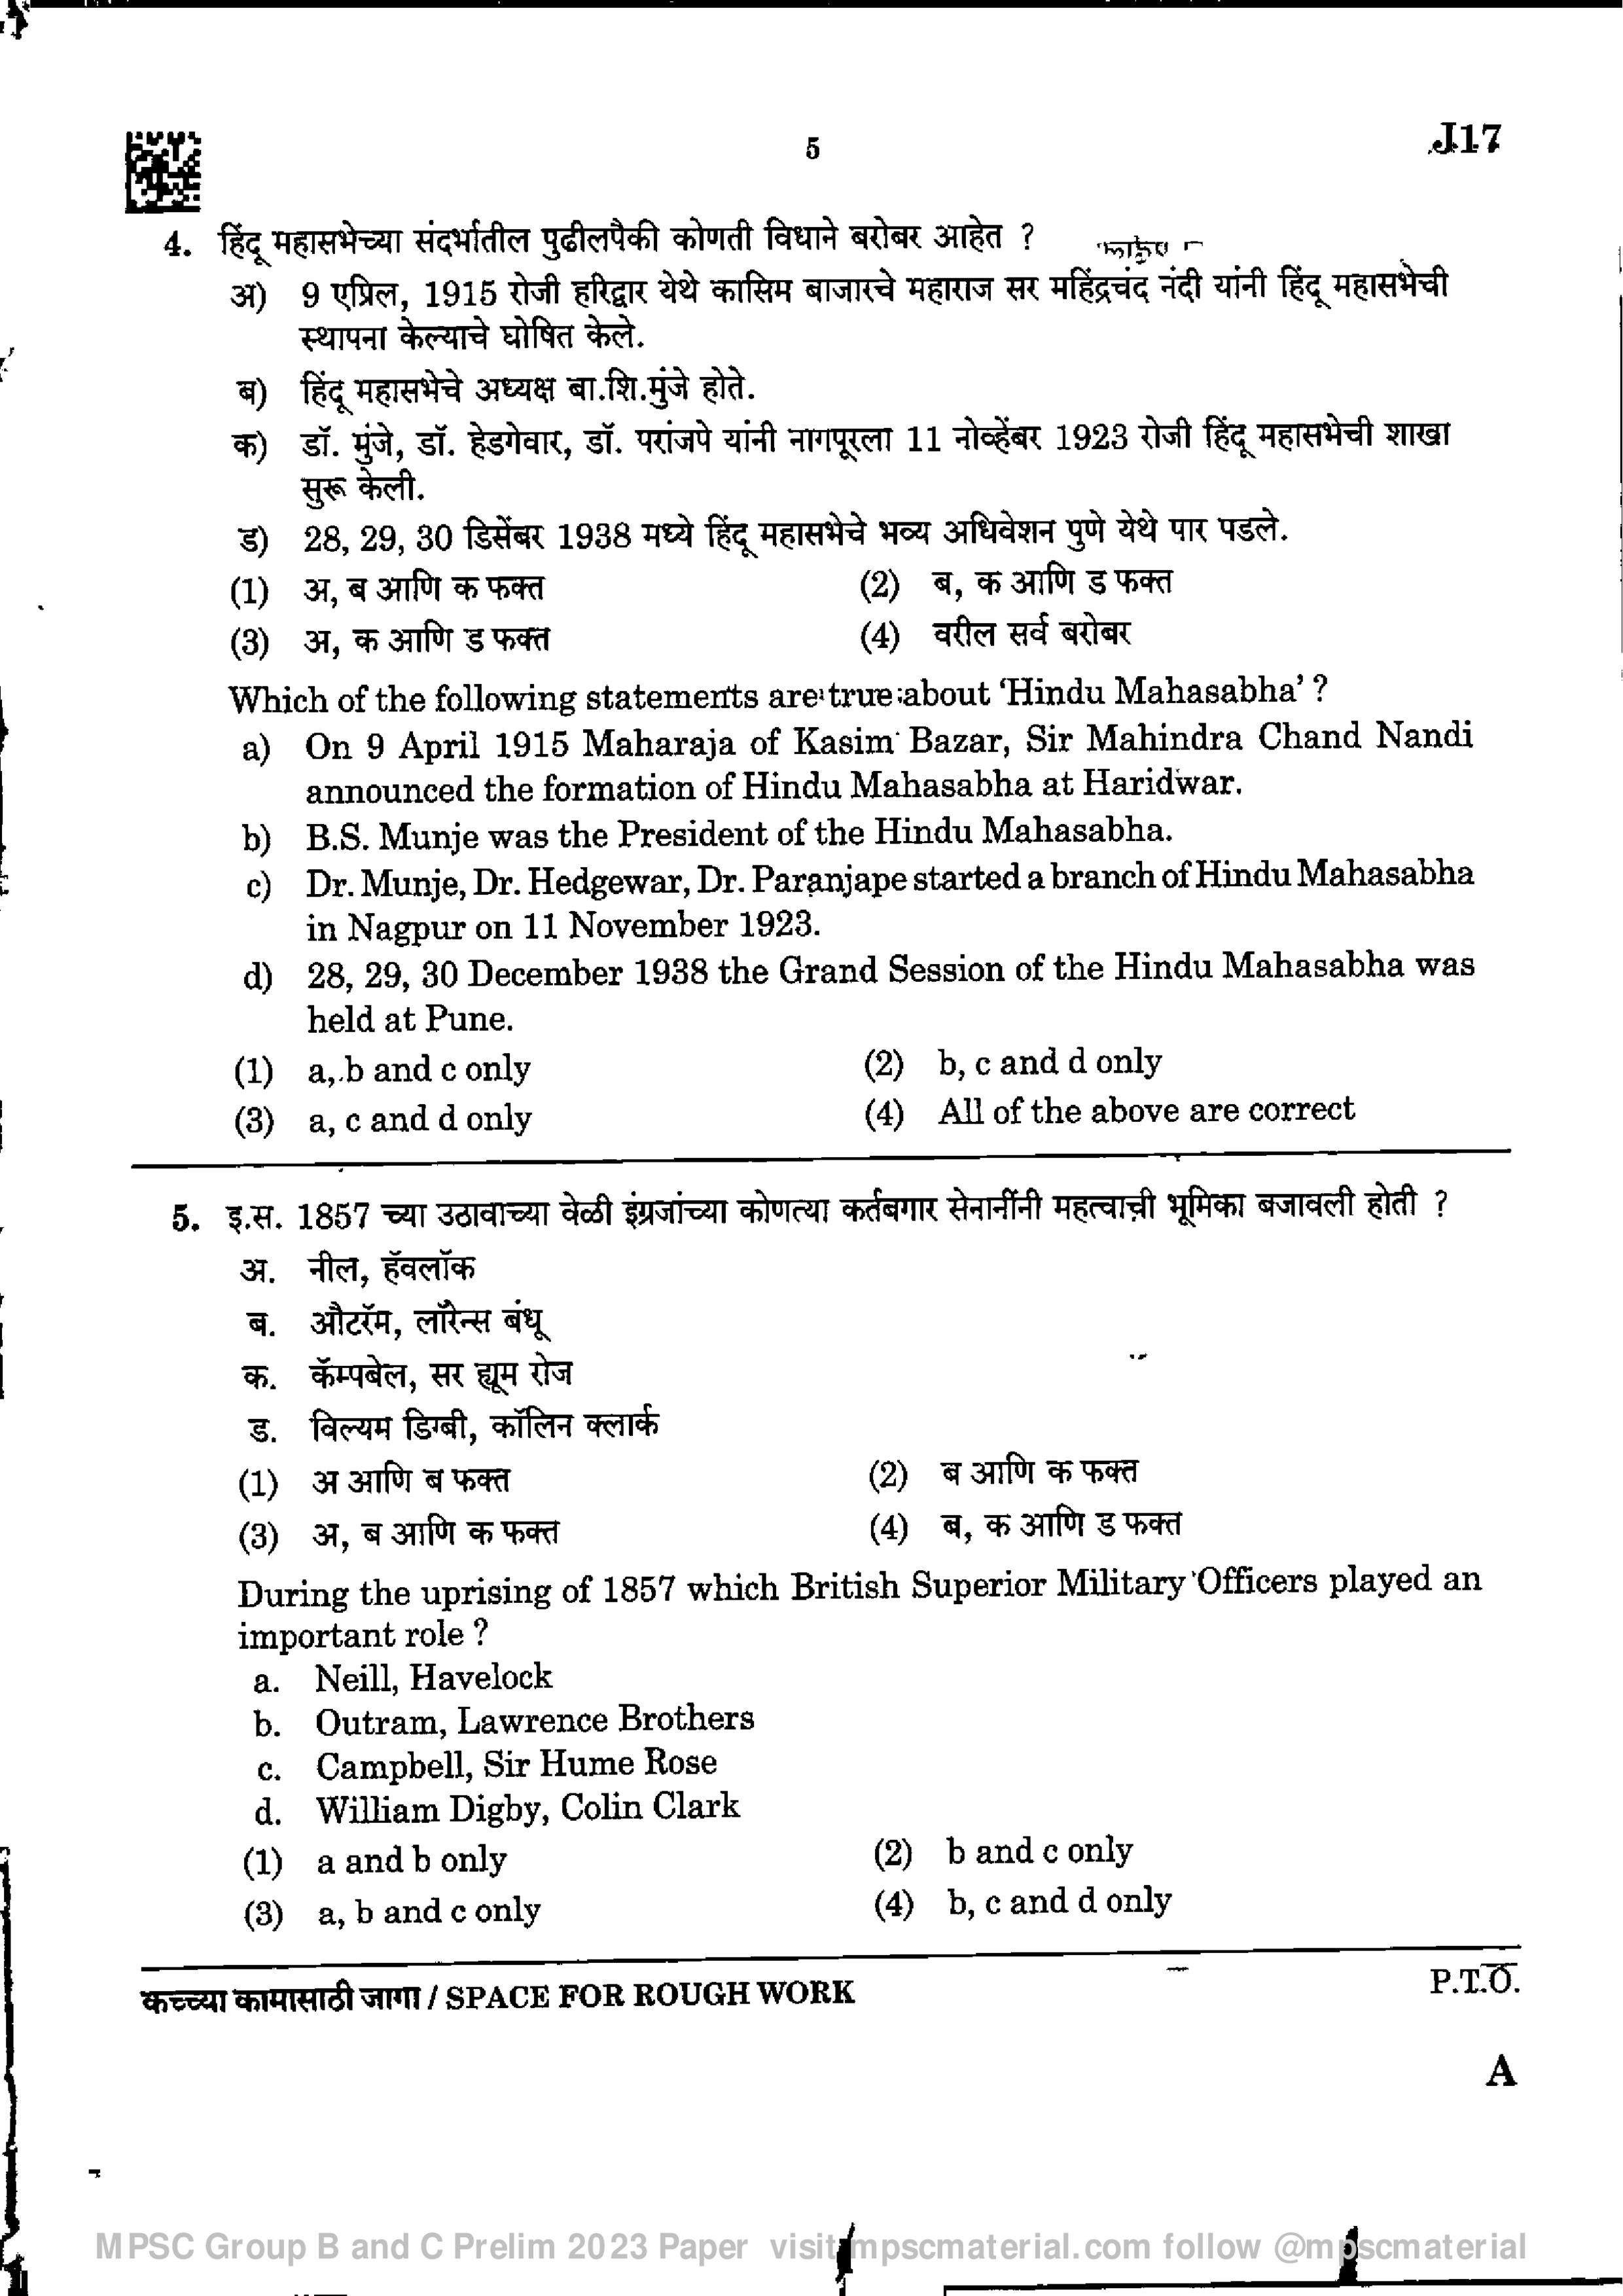 5
J17
4. हिंदू महासभेच्या संदर्भातील पुढीलपैकी कोणती विधाने बरोबर आहेत ?
अ) 9 एप्रिल, 1915 रोजी हरिद्वार येथे कासिम बाजारचे महाराज सर महिंद्रचंद नंदी यांनी हिंदू महासभेची
स्थापना केल्याचे घोषित केले.
ब) हिंदू महासभेचे अध्यक्ष बा.शि.मुंजे होते.
क) डॉ. मुंजे, डॉ. हेडगेवार, डॉ. परांजपे यांनी नागपूरला 11 नोव्हेंबर 1923 रोजी हिंदू महासभेची शाखा
सुरू केली.
ड) 28, 29, 30 डिसेंबर 1938 मध्ये हिंदू महासभेचे भव्य अधिवेशन पुणे येथे पार पडले.
(1) अ, ब आणि क फक्त (2) ब, क आणि ड फक्त
(3) अ, क आणि ड फक्त (4) वरील सर्व बरोबर
Which of the following statements are true about ‘Hindu Mahasabha’ ?
a) On 9 April 1915 Maharaja of Kasim Bazar, Sir Mahindra Chand Nandi
announced the formation of Hindu Mahasabha at Haridwar.
b) B.S. Munje was the President of the Hindu Mahasabha.
c) Dr. Munje, Dr. Hedgewar, Dr. Paranjape started a branch of Hindu Mahasabha
in Nagpur on 11 November 1923.
d) 28, 29, 30 December 1938 the Grand Session of the Hindu Mahasabha was
held at Pune.
(1) a, b and c only (2) b, c and d only
(3) a, c and d only (4) All of the above are correct
5. इ.स. 1857 च्या उठावाच्या वेळी इंग्रजांच्या कोणत्या कर्तबगार सेनानींनी महत्वाची भूमिका बजावली होती ?
अ. नील, हॅवलॉक
ब. औटरॅम, लॉरेन्स बंधू
क. कॅम्पबेल, सर ह्यूम रोज
ड. विल्यम डिग्बी, कॉलिन क्लार्क
(1) अ आणि ब फक्त (2) ब आणि क फक्त
(3) अ, ब आणि क फक्त (4) ब, क आणि ड फक्त
During the uprising of 1857 which British Superior Military Officers played an
important role ?
a. Neill, Havelock
b. Outram, Lawrence Brothers
c. Campbell, Sir Hume Rose
d. William Digby, Colin Clark
(1) a and b only (2) b and c only
(3) a, b and c only (4) b, c and d only
कच्च्या कामासाठी जागा / SPACE FOR ROUGH WORK
P.T.O.
A
MPSC Group B and C Prelim 2023 Paper visit mpscmaterial.com follow @mpscmaterial